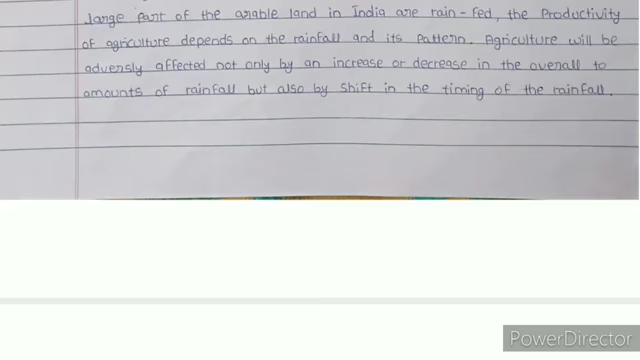 large part of the arable land in India are rain-fed, the Productivity
of agriculture depends on the rainfall and its Pattern. Agriculture will be
adversly affected not only by an increase or decrease in the overall to
amounts of rainfall but also by Shift in the timing of the rainfall.
PowerDirector